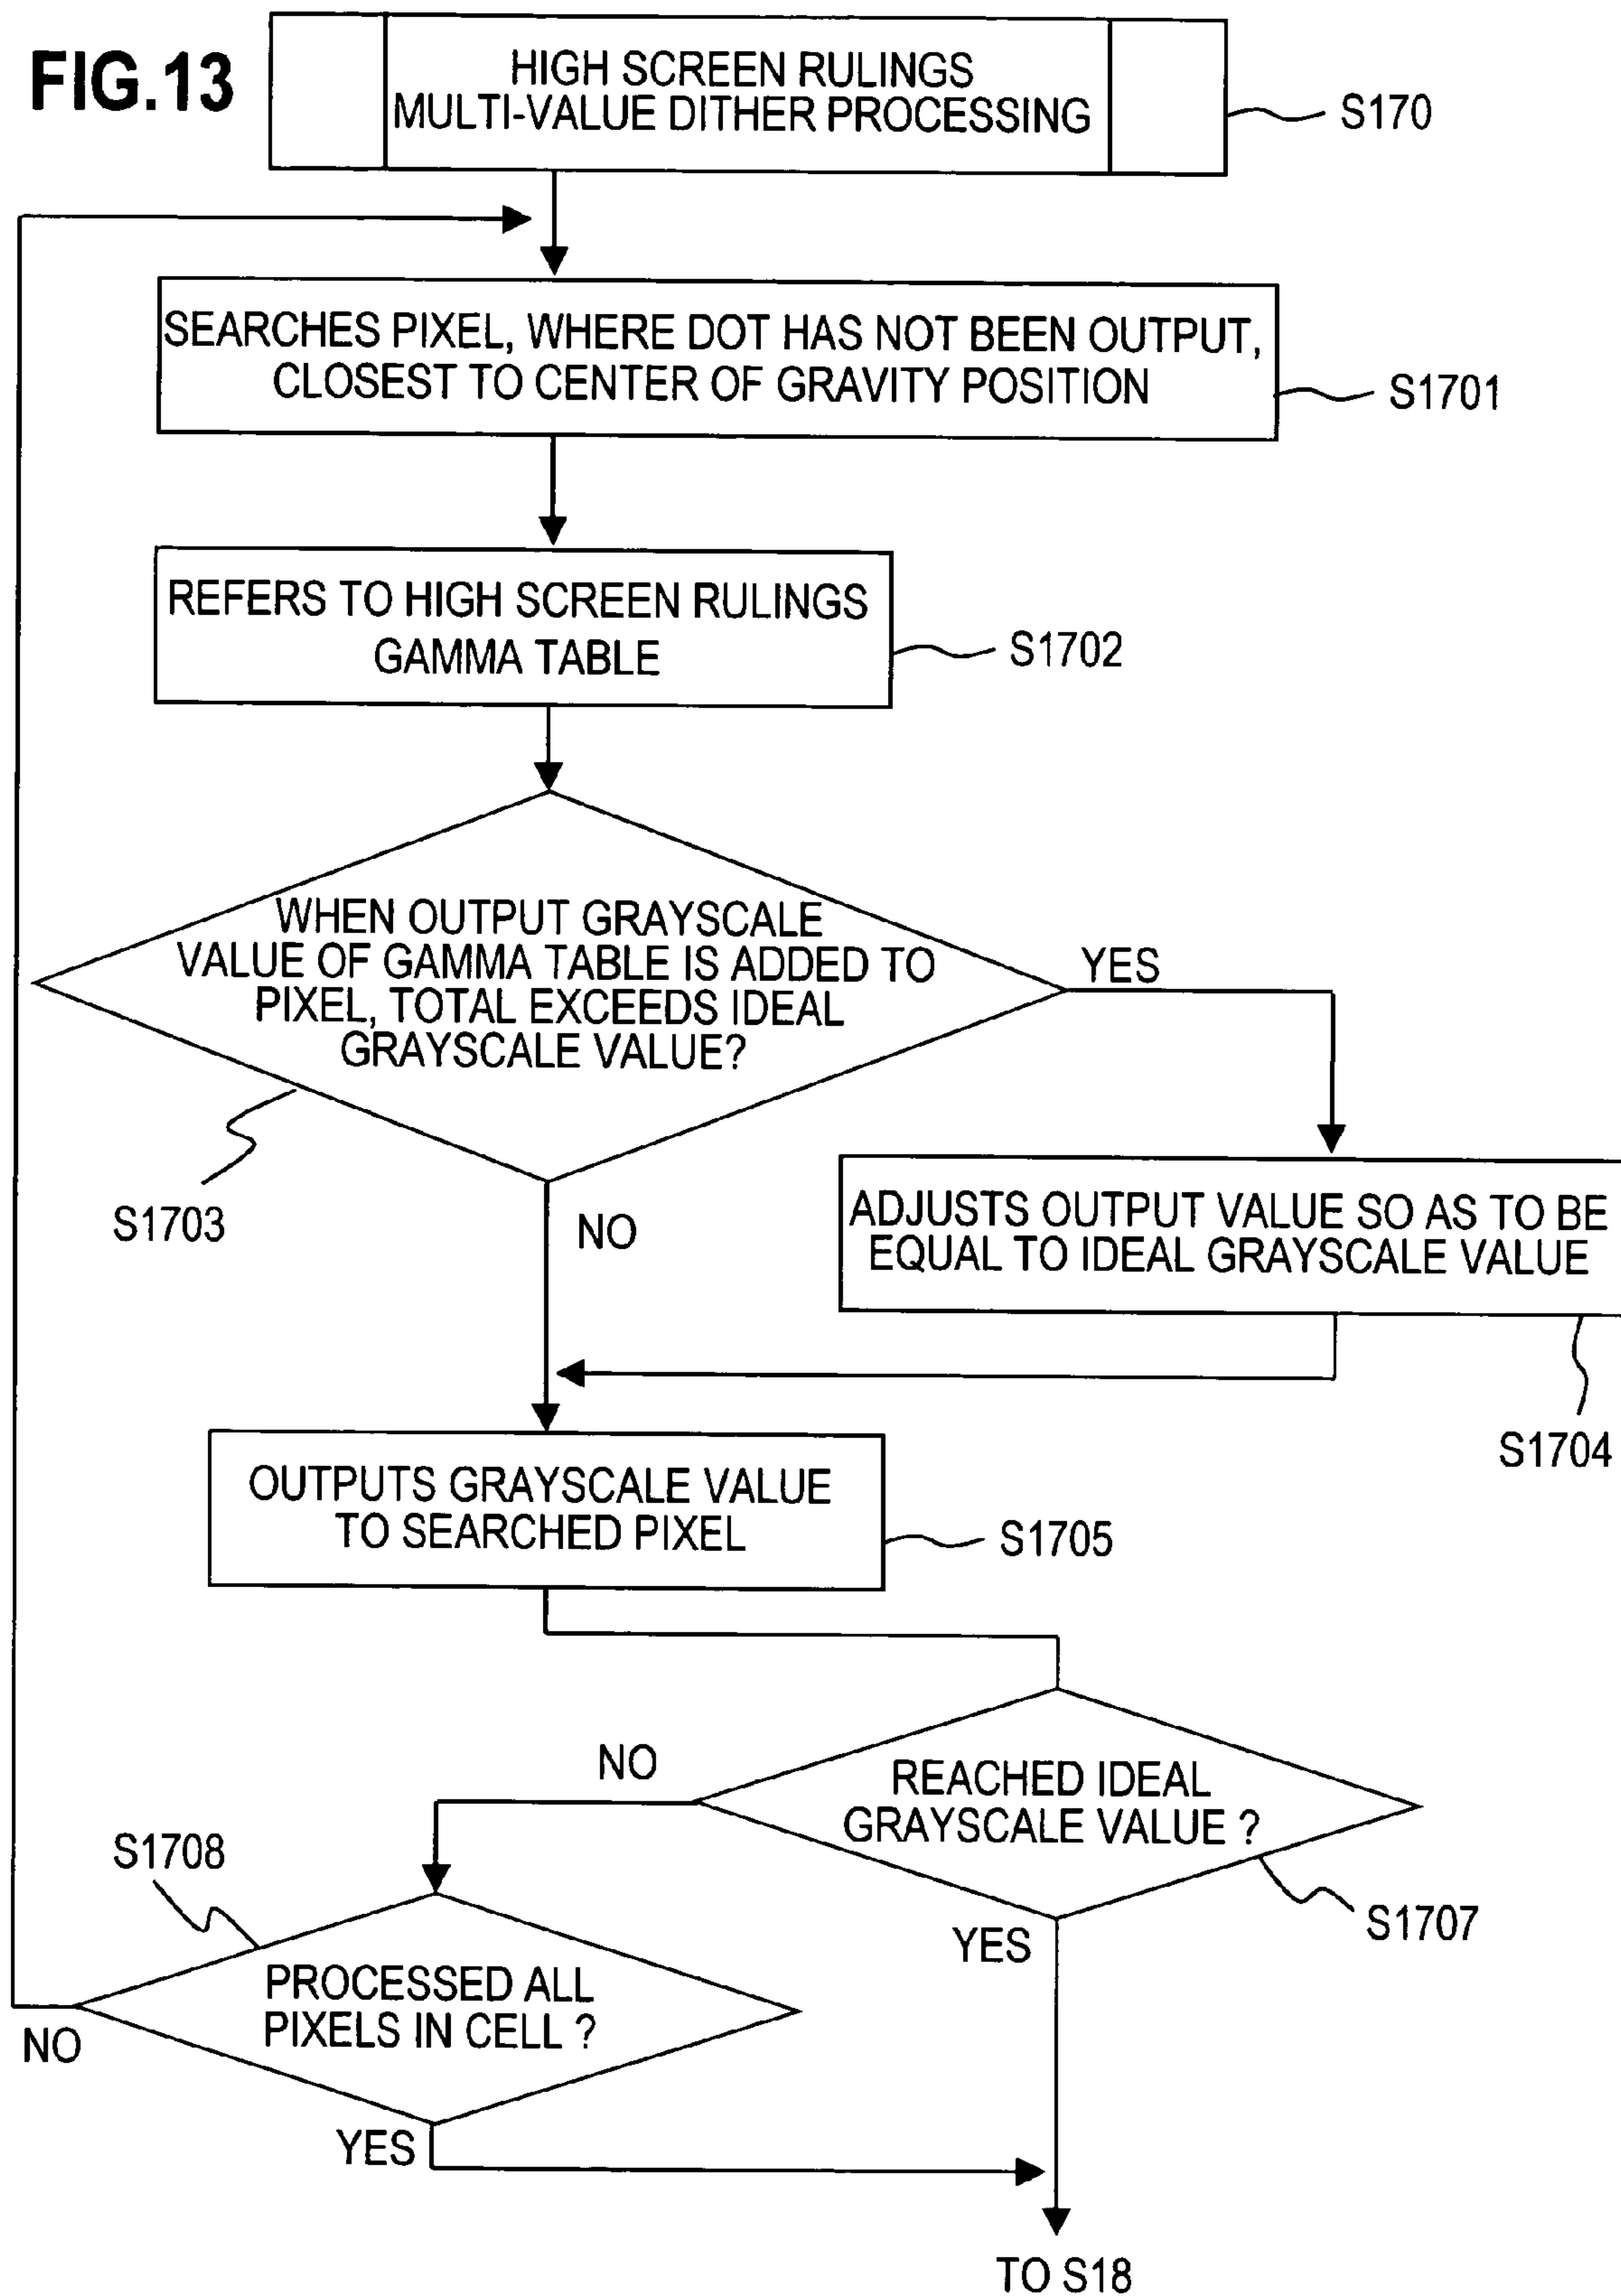 FIG.13
HIGH SCREEN RULINGS
MULTI-VALUE DITHER PROCESSING
S170
SEARCHES PIXEL, WHERE DOT HAS NOT BEEN OUTPUT,
CLOSEST TO CENTER OF GRAVITY POSITION
S1701
REFERS TO HIGH SCREEN RULINGS
GAMMA TABLE
S1702
WHEN OUTPUT GRAYSCALE
VALUE OF GAMMA TABLE IS ADDED TO
PIXEL, TOTAL EXCEEDS IDEAL
GRAYSCALE VALUE?
YES
S1703
NO
ADJUSTS OUTPUT VALUE SO AS TO BE
EQUAL TO IDEAL GRAYSCALE VALUE
S1704
OUTPUTS GRAYSCALE VALUE
TO SEARCHED PIXEL
S1705
NO
REACHED IDEAL
GRAYSCALE VALUE ?
S1708
S1707
YES
PROCESSED ALL
PIXELS IN CELL ?
NO
YES
TO S18